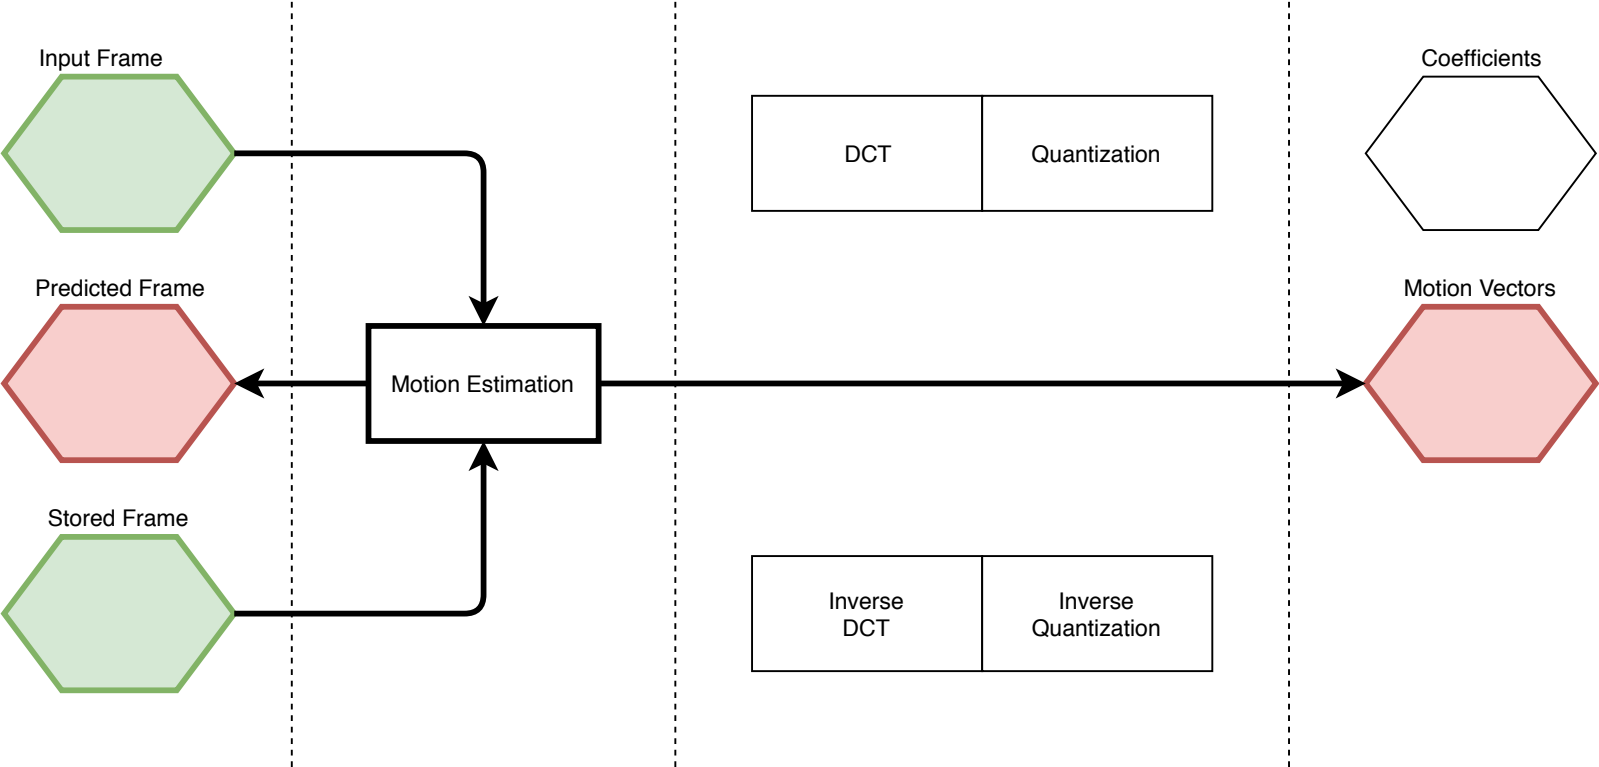 Input Frame
Coefficients
DCT
Quantization
Predicted Frame
Motion Vectors
Motion Estimation
Stored Frame
Inverse
DCT
Inverse
Quantization